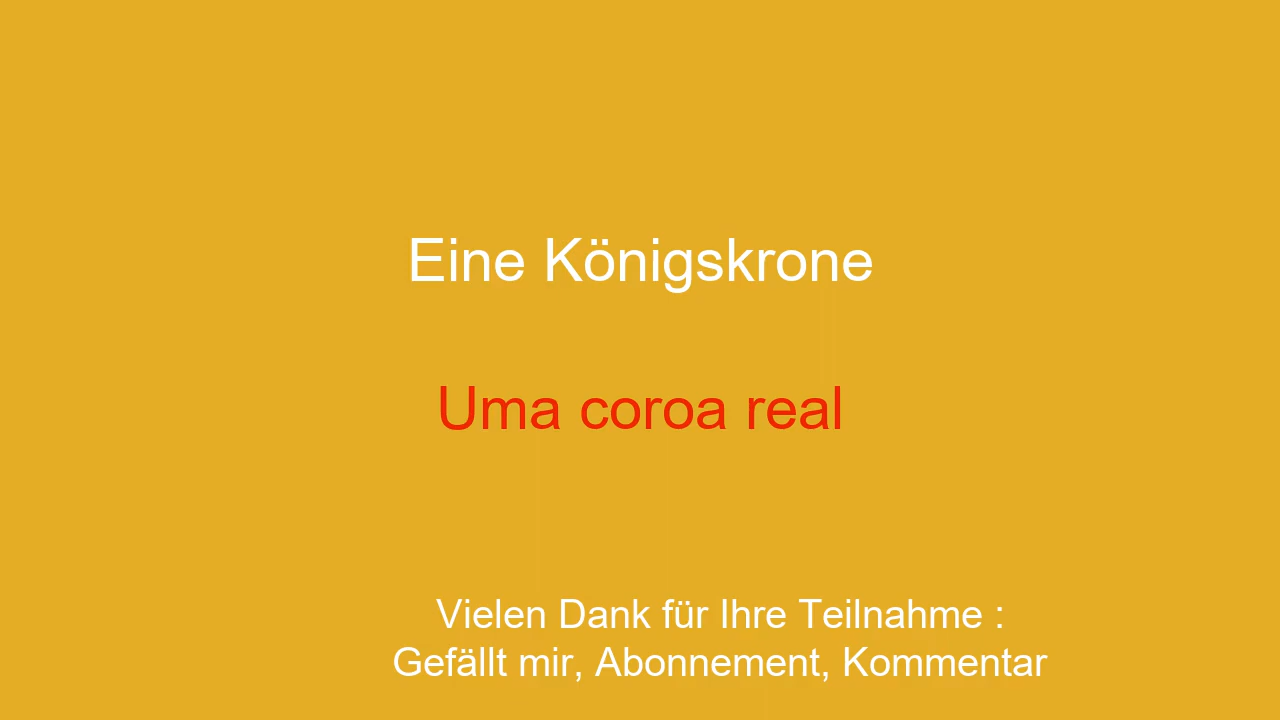 Eine Königskrone
Uma coroa real
Vielen Dank für Ihre Teilnahme :
Gefällt mir, Abonnement, Kommentar